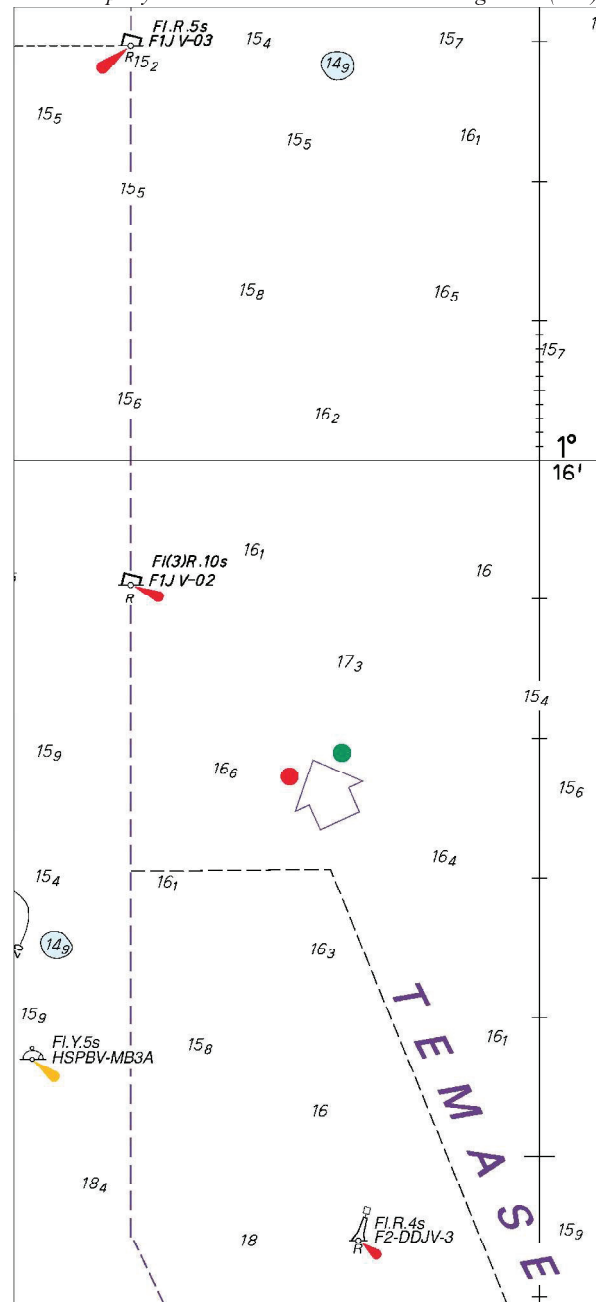 Fl.R.5s
F1JV-03
R
15₂
15₄
15₇
14₉
15₅
15₅
16₁
15₅
15₈
16₅
15₇
15₆
16₂
1°
16'
16₁
16
Fl(3)R.10s
F1JV-02
R
17₃
15₄
15₉
16₆
15₆
16₄
15₄
16₁
14₉
16₃
15₉
15₈
16₁
Fl.Y.5s
HSPBV-MB3A
16
18₄
18
Fl.R.4s
F2-DDJV-3
R
15₉
TEMASE